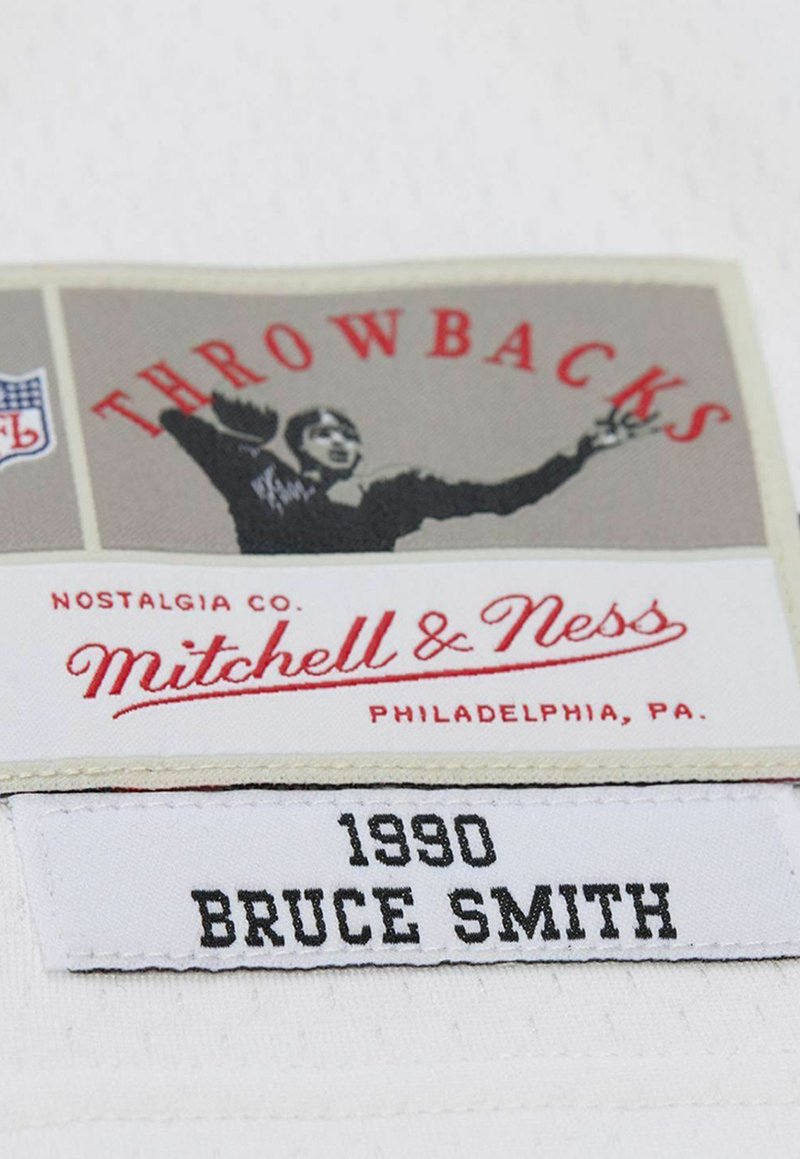 THROWBACKS
NOSTALGIA CO.
Mitchell & Ness
PHILADELPHIA, PA.
1990
BRUCE SMITH